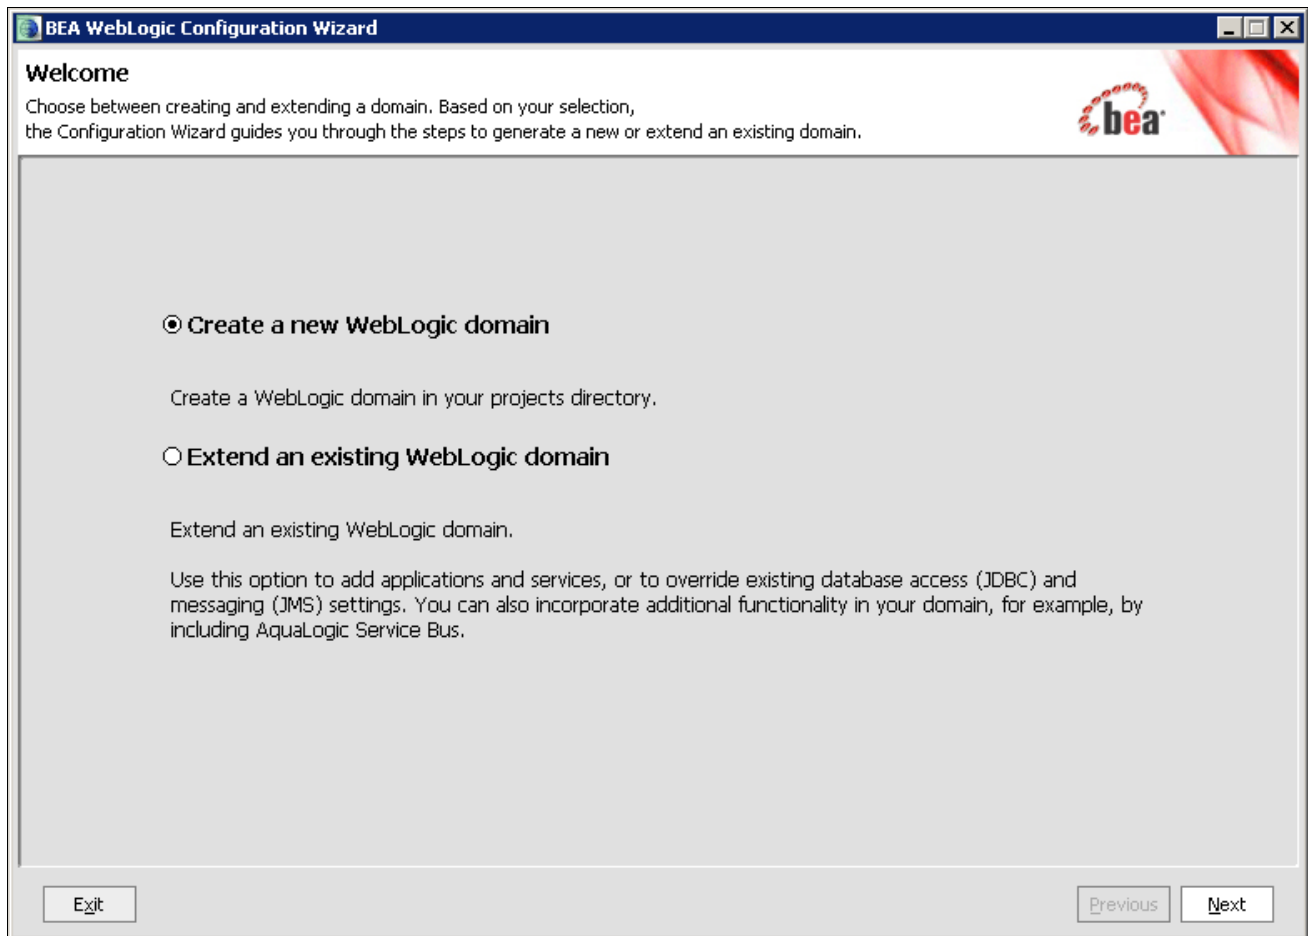 BEA WebLogic Configuration Wizard
Welcome
Choose between creating and extending a domain. Based on your selection,
the Configuration Wizard guides you through the steps to generate a new or extend an existing domain.
bea
Create a new WebLogic domain
Create a WebLogic domain in your projects directory.
Extend an existing WebLogic domain
Extend an existing WebLogic domain.
Use this option to add applications and services, or to override existing database access (JDBC) and
messaging (JMS) settings. You can also incorporate additional functionality in your domain, for example, by
including AquaLogic Service Bus.
Exit
Previous
Next